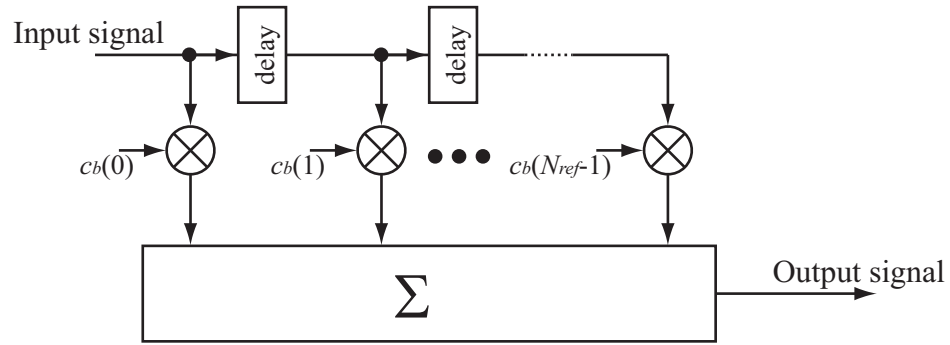 Input signal
delay
delay
cb(0)
cb(1)
cb(Nref-1)
Σ
Output signal